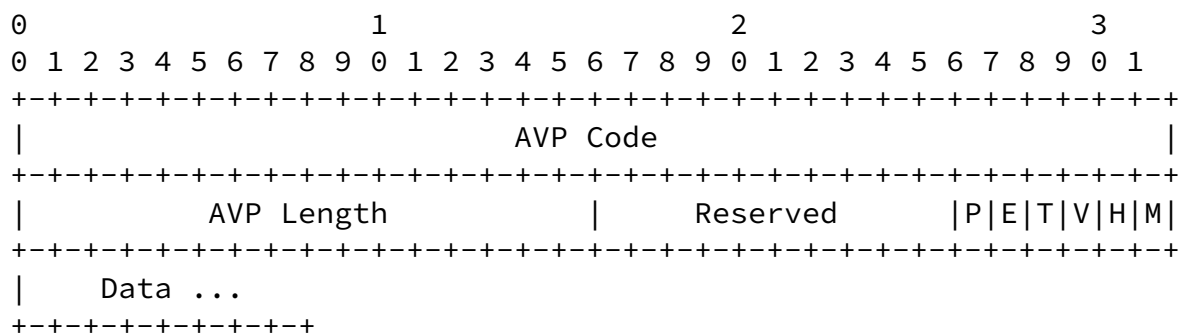 0                   1                   2                   3
0 1 2 3 4 5 6 7 8 9 0 1 2 3 4 5 6 7 8 9 0 1 2 3 4 5 6 7 8 9 0 1
+-+-+-+-+-+-+-+-+-+-+-+-+-+-+-+-+-+-+-+-+-+-+-+-+-+-+-+-+-+-+-+-+
|                           AVP Code                            |
+-+-+-+-+-+-+-+-+-+-+-+-+-+-+-+-+-+-+-+-+-+-+-+-+-+-+-+-+-+-+-+-+
|          AVP Length           |     Reserved      |P|E|T|V|H|M|
+-+-+-+-+-+-+-+-+-+-+-+-+-+-+-+-+-+-+-+-+-+-+-+-+-+-+-+-+-+-+-+-+
|    Data ...
+-+-+-+-+-+-+-+-+